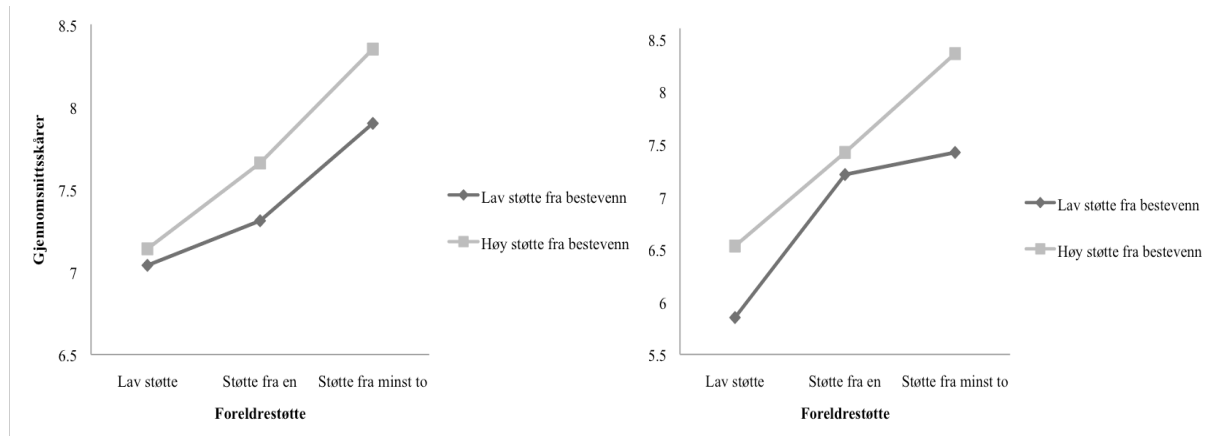 Gjennomsnittsskårer
8.5
8
7.5
7
6.5
Lav støtte Støtte fra en Støtte fra minst to
Foreldrestøtte
Lav støtte fra bestevenn
Høy støtte fra bestevenn
8.5
8
7.5
7
6.5
6
5.5
Lav støtte Støtte fra en Støtte fra minst to
Foreldrestøtte
Lav støtte fra bestevenn
Høy støtte fra bestevenn